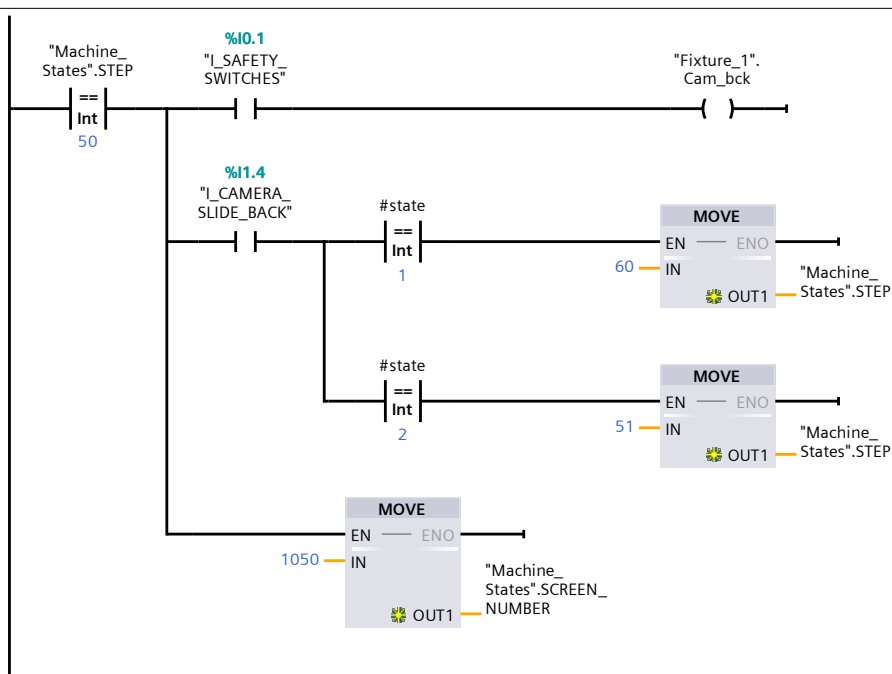 "Machine_
States".STEP
==
Int
50
%I0.1
"I_SAFETY_
SWITCHES"
"Fixture_1".
Cam_bck
%I1.4
"I_CAMERA_
SLIDE_BACK"
#state
==
Int
1
MOVE
EN ENO
60 IN
OUT1
"Machine_
States".STEP
#state
==
Int
2
MOVE
EN ENO
51 IN
OUT1
"Machine_
States".STEP
MOVE
EN ENO
1050 IN
OUT1
"Machine_
States".SCREEN_
NUMBER